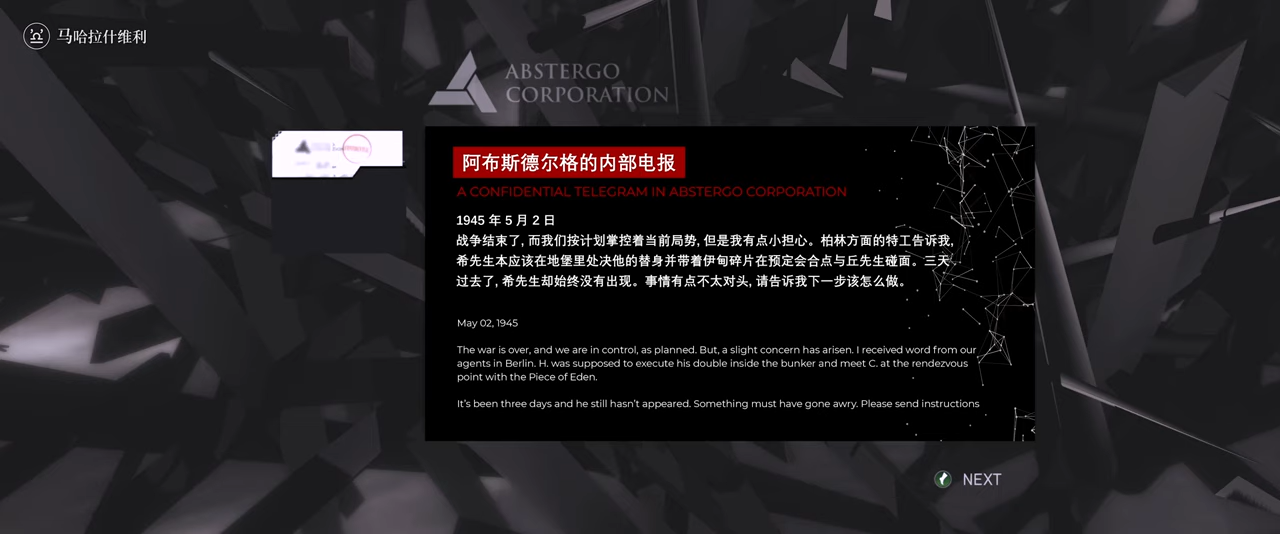 马哈拉什维利
ABSTERGO
CORPORATION
阿布斯德尔格的内部电报
A CONFIDENTIAL TELEGRAM IN ABSTERGO CORPORATION
1945 年 5 月 2 日
战争结束了, 而我们按计划掌控着当前局势, 但是我有点小担心。柏林方面的特工告诉我,
希先生本应该在地堡里处决他的替身并带着伊甸碎片在预定会合点与丘先生碰面。三天
过去了, 希先生却始终没有出现。事情有点不太对头, 请告诉我下一步该怎么做。
May 02, 1945
The war is over, and we are in control, as planned. But, a slight concern has arisen. I received word from our
agents in Berlin. H. was supposed to execute his double inside the bunker and meet C. at the rendezvous
point with the Piece of Eden.
It’s been three days and he still hasn’t appeared. Something must have gone awry. Please send instructions
NEXT